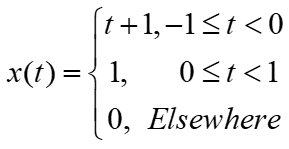 t + 1, -1 ≤ t < 0
x(t) = { 1, 0 ≤ t < 1
0, Elsewhere